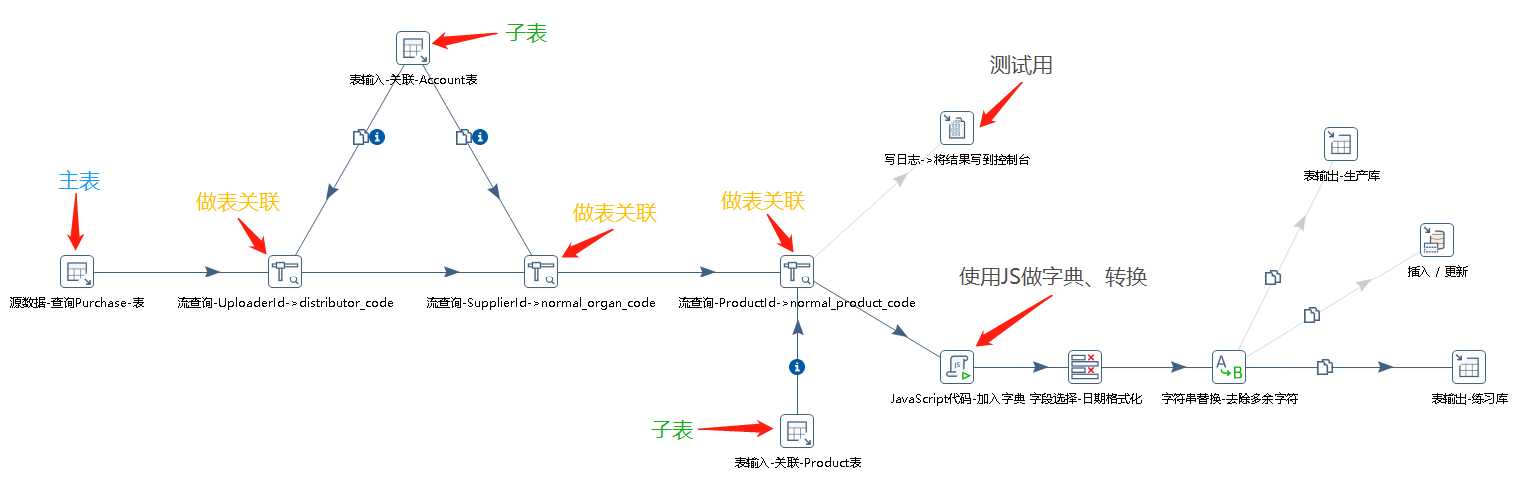 子表
表输入-关联-Account表
测试用
写日志->将结果写到控制台
表输出-生产库
主表
做表关联
做表关联
做表关联
源数据-查询Purchase-表
流查询-UploaderId->distributor_code
流查询-SupplierId->normal_organ_code
流查询-ProductId->normal_product_code
使用JS做字典、转换
插入 / 更新
JavaScript代码-加入字典
字段选择-日期格式化
字符串替换-去除多余字符
表输出-练习库
子表
表输入-关联-Product表